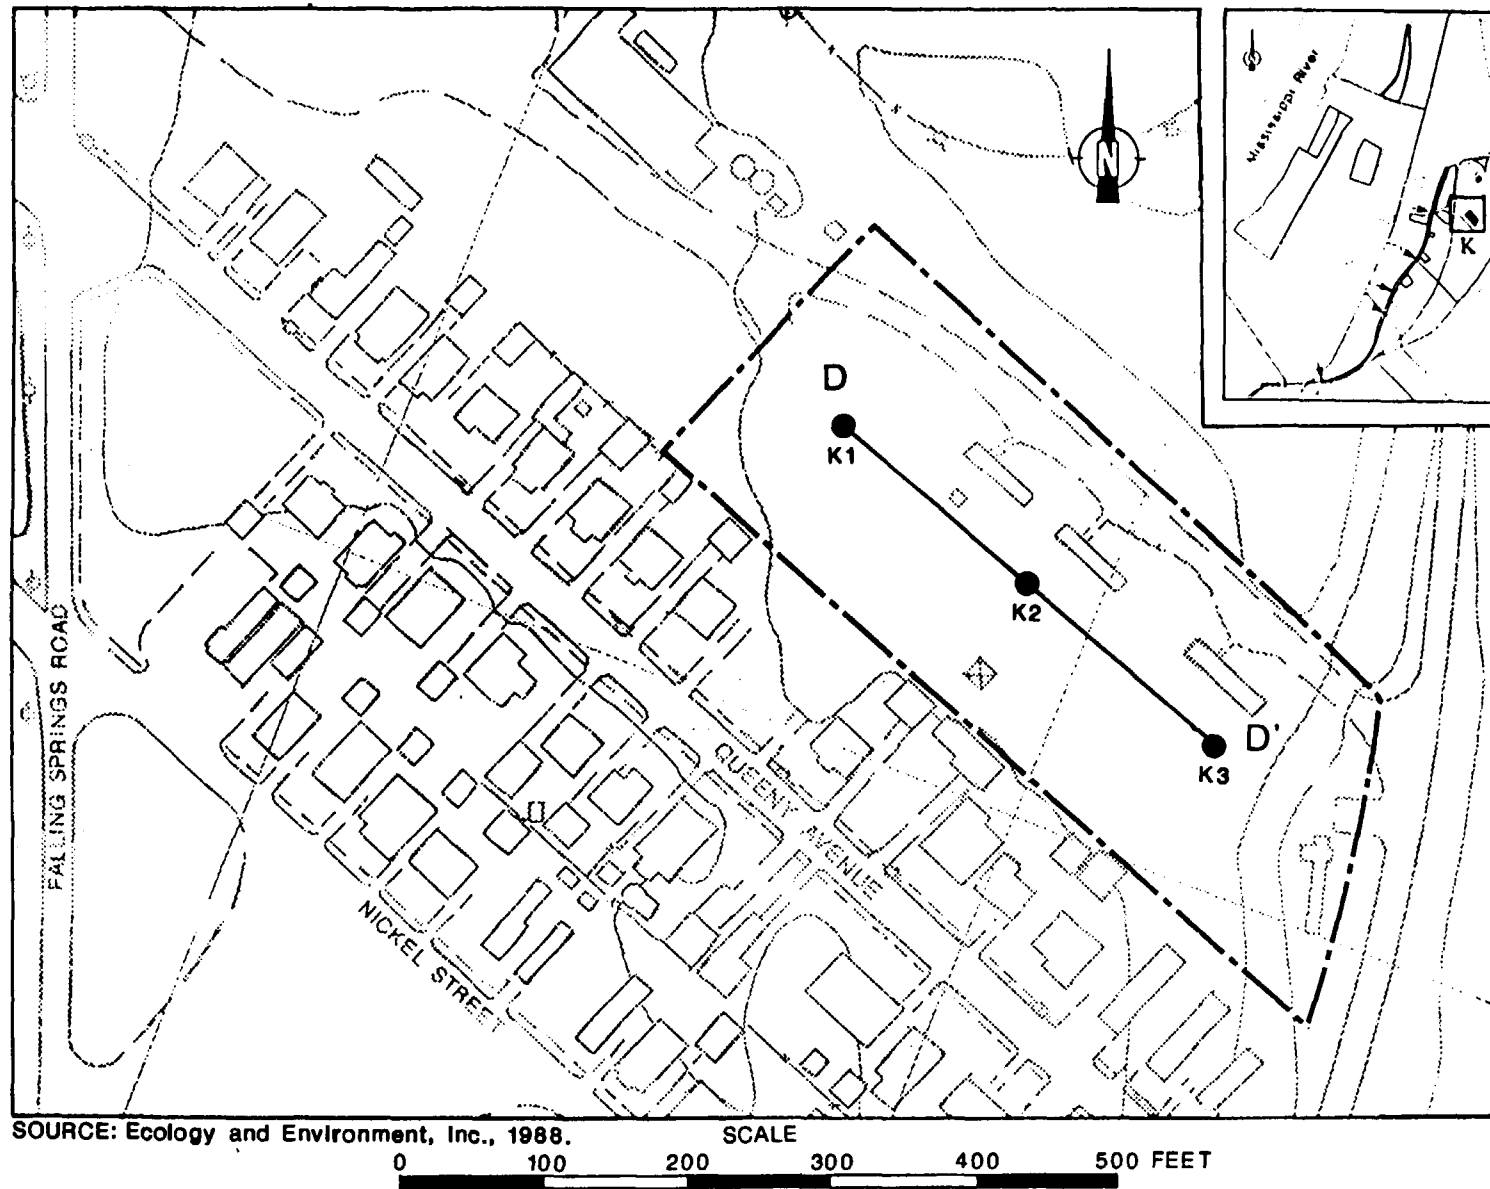 Mississippi River
K
N
D
K1
K2
D'
K3
FALLING SPRINGS ROAD
QUEENY AVENUE
NICKEL STREET
SOURCE: Ecology and Environment, Inc., 1988.
SCALE
0 100 200 300 400 500 FEET